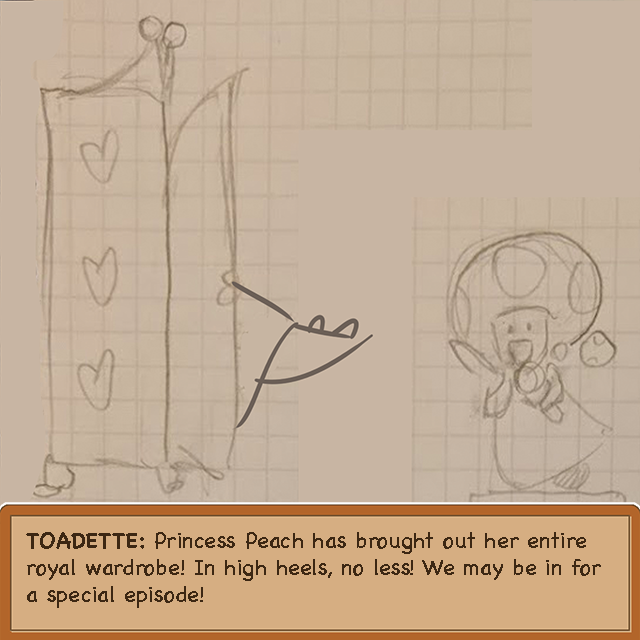 TOADETTE: Princess Peach has brought out her entire
royal wardrobe! In high heels, no less! We may be in for
a special episode!